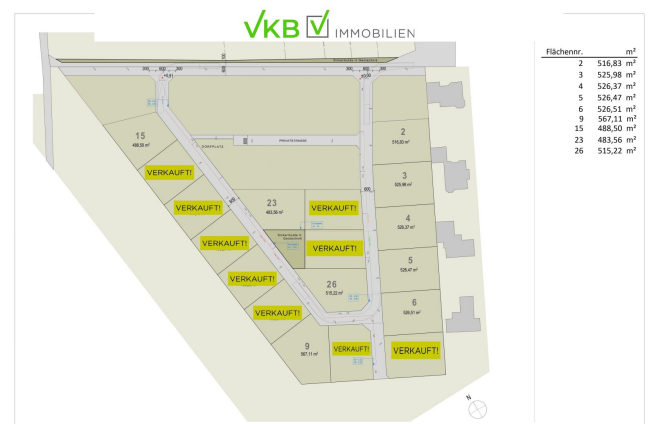 VKB IMMOBILIEN
Flächennr. m²
2 516,83 m²
3 525,98 m²
4 526,37 m²
5 526,47 m²
6 526,51 m²
9 567,11 m²
15 488,50 m²
23 483,56 m²
26 515,22 m²
15
488,50 m²
DORFPLATZ
PRIVATSTRASSE
2
516,83 m²
VERKAUFT!
3
525,98 m²
VERKAUFT!
23
483,56 m²
VERKAUFT!
4
526,37 m²
VERKAUFT!
VERKAUFT!
5
526,47 m²
VERKAUFT!
26
515,22 m²
6
526,51 m²
VERKAUFT!
9
567,11 m²
VERKAUFT!
VERKAUFT!
N